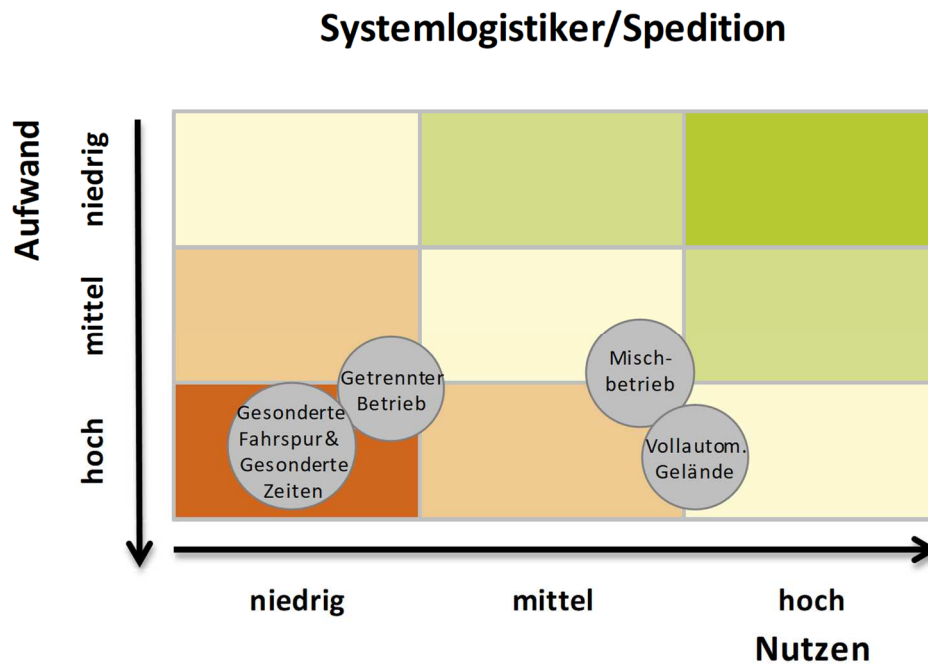 Systemlogistiker/Spedition
Aufwand
niedrig
mittel
hoch
Getrennter
Betrieb
Gesonderte
Fahrspur&
Gesonderte
Zeiten
Misch-
betrieb
Vollautom.
Gelände
niedrig
mittel
hoch
Nutzen